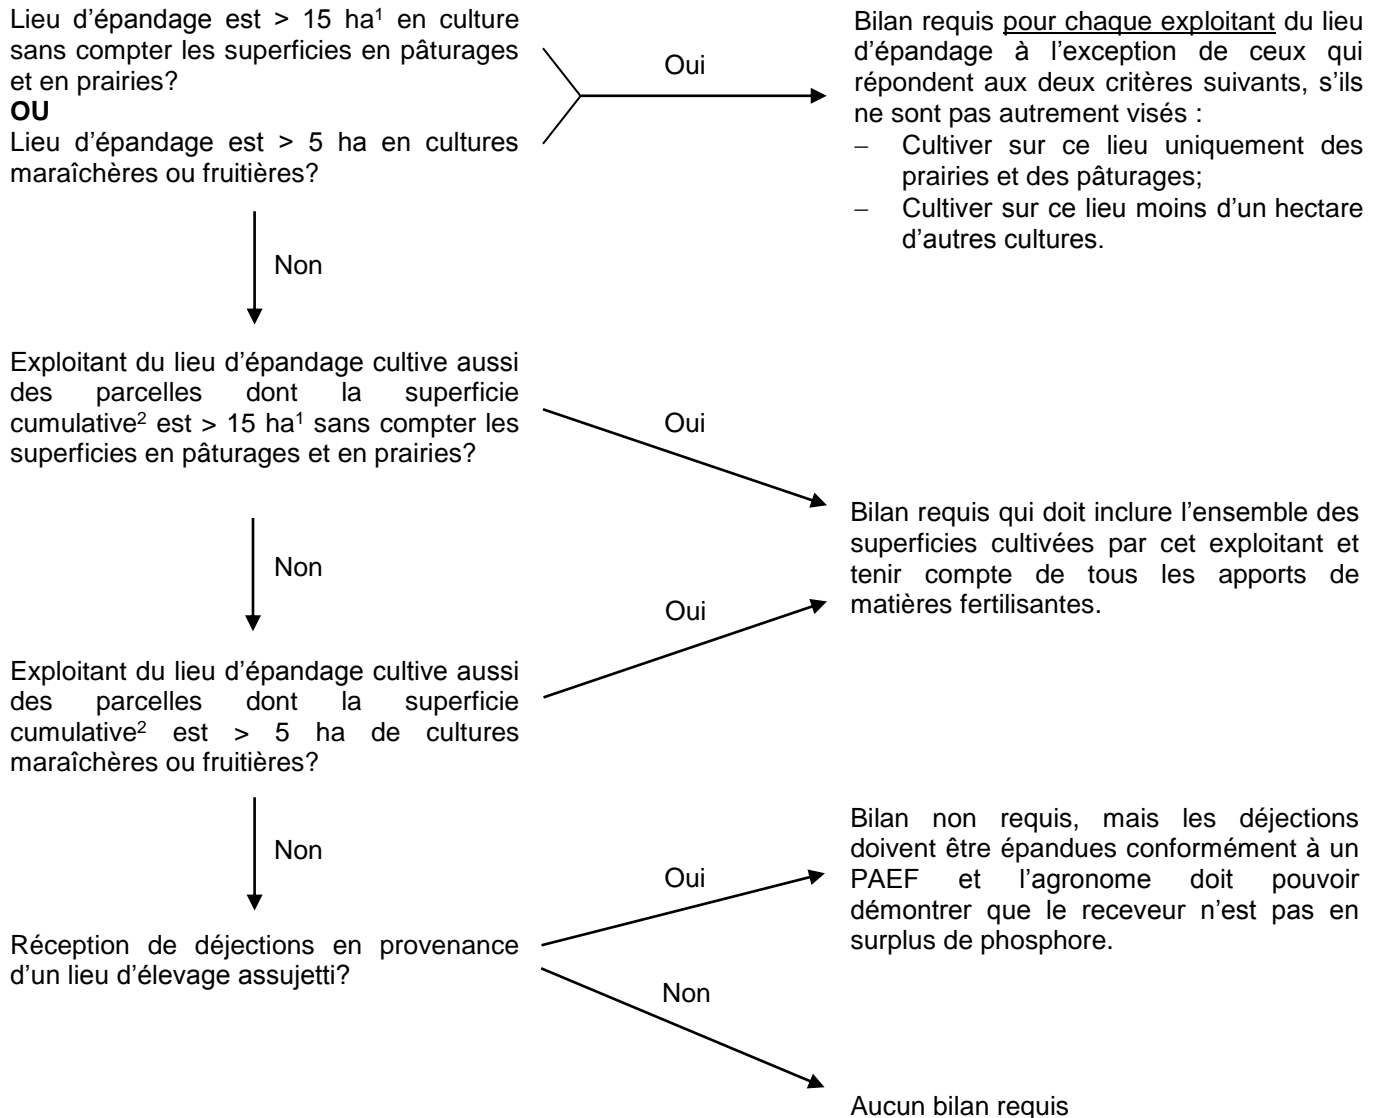 Lieu d’épandage est > 15 ha¹ en culture
sans compter les superficies en pâturages
et en prairies?
OU
Lieu d’épandage est > 5 ha en cultures
maraîchères ou fruitières?
Oui
Bilan requis pour chaque exploitant du lieu
d’épandage à l’exception de ceux qui
répondent aux deux critères suivants, s’ils
ne sont pas autrement visés :
− Cultiver sur ce lieu uniquement des
prairies et des pâturages;
− Cultiver sur ce lieu moins d’un hectare
d’autres cultures.
Non
Exploitant du lieu d’épandage cultive aussi
des parcelles dont la superficie
cumulative² est > 15 ha¹ sans compter les
superficies en pâturages et en prairies?
Oui
Bilan requis qui doit inclure l’ensemble des
superficies cultivées par cet exploitant et
tenir compte de tous les apports de
matières fertilisantes.
Non
Oui
Exploitant du lieu d’épandage cultive aussi
des parcelles dont la superficie
cumulative² est > 5 ha de cultures
maraîchères ou fruitières?
Non
Oui
Bilan non requis, mais les déjections
doivent être épandues conformément à un
PAEF et l’agronome doit pouvoir
démontrer que le receveur n’est pas en
surplus de phosphore.
Réception de déjections en provenance
d’un lieu d’élevage assujetti?
Non
Aucun bilan requis